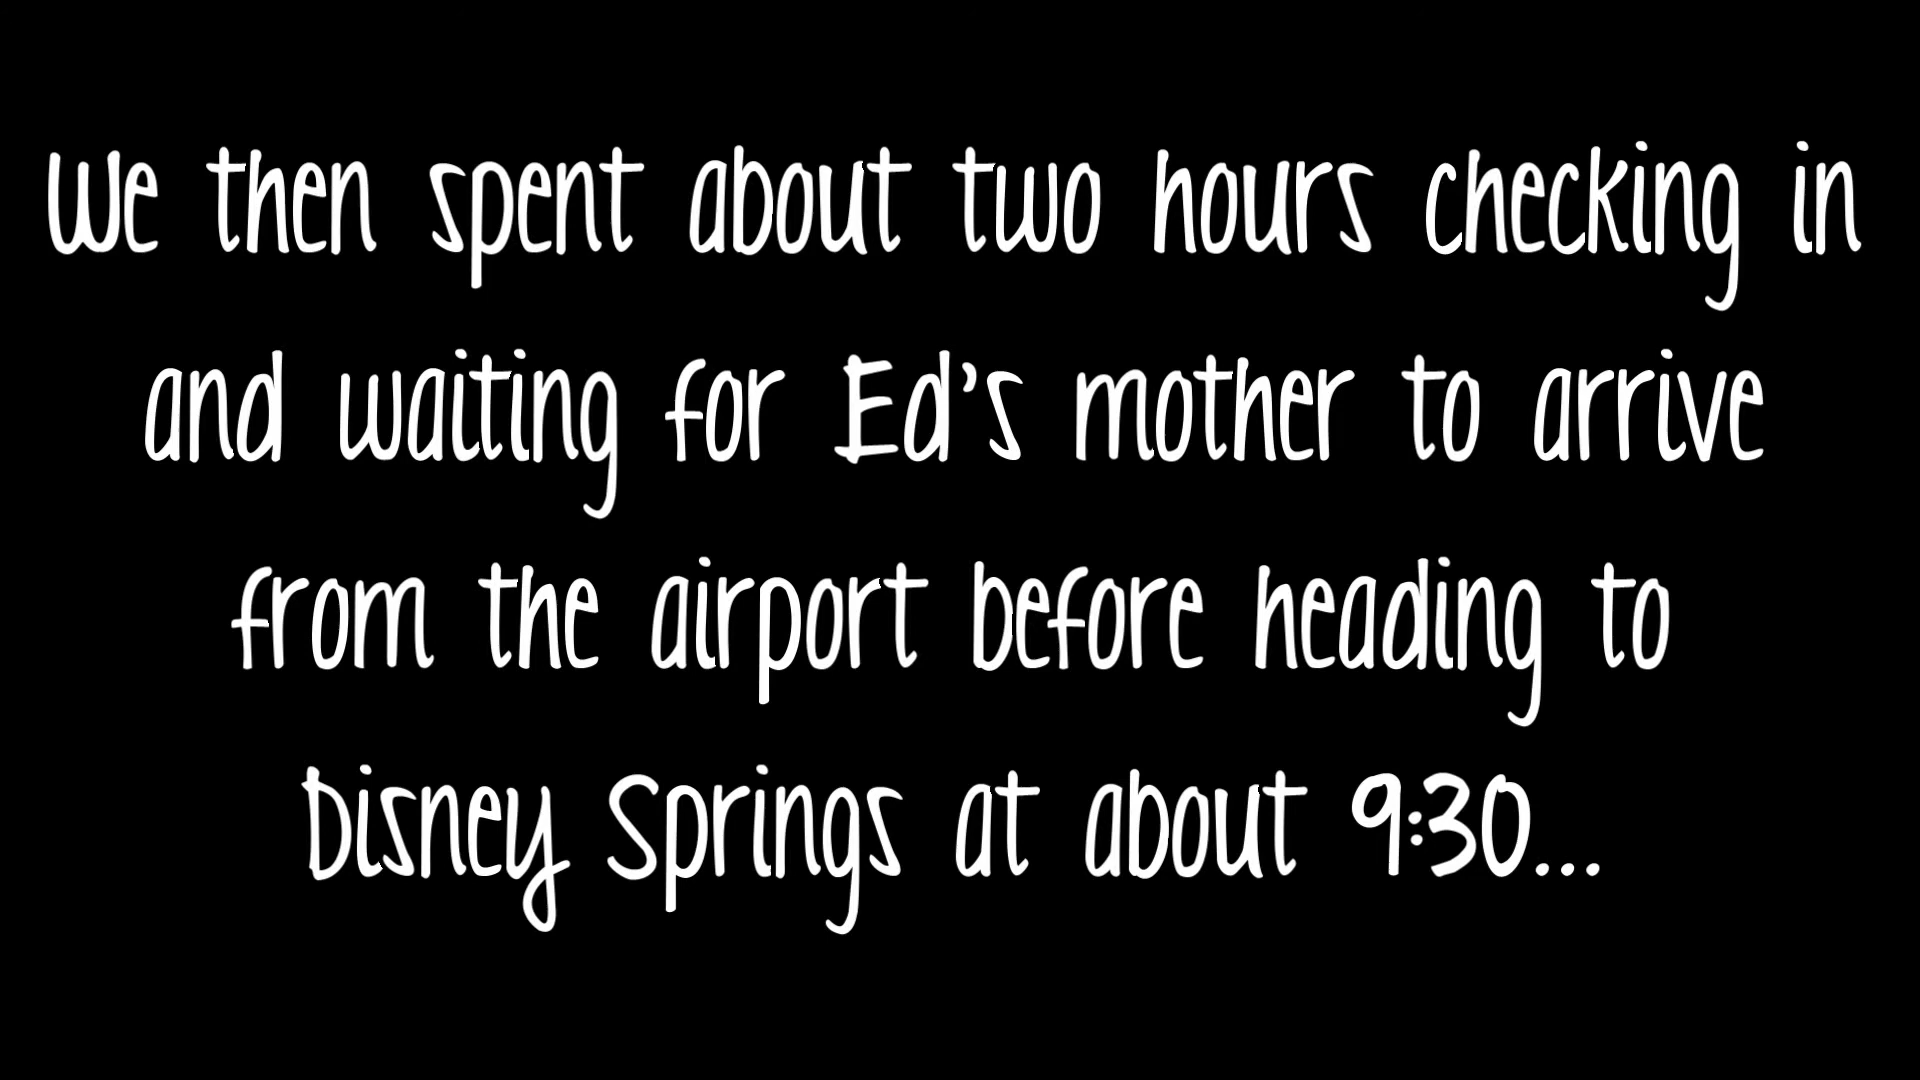 We then spent about two hours checking in
and waiting for Ed's mother to arrive
from the airport before heading to
Disney Springs at about 9:30...